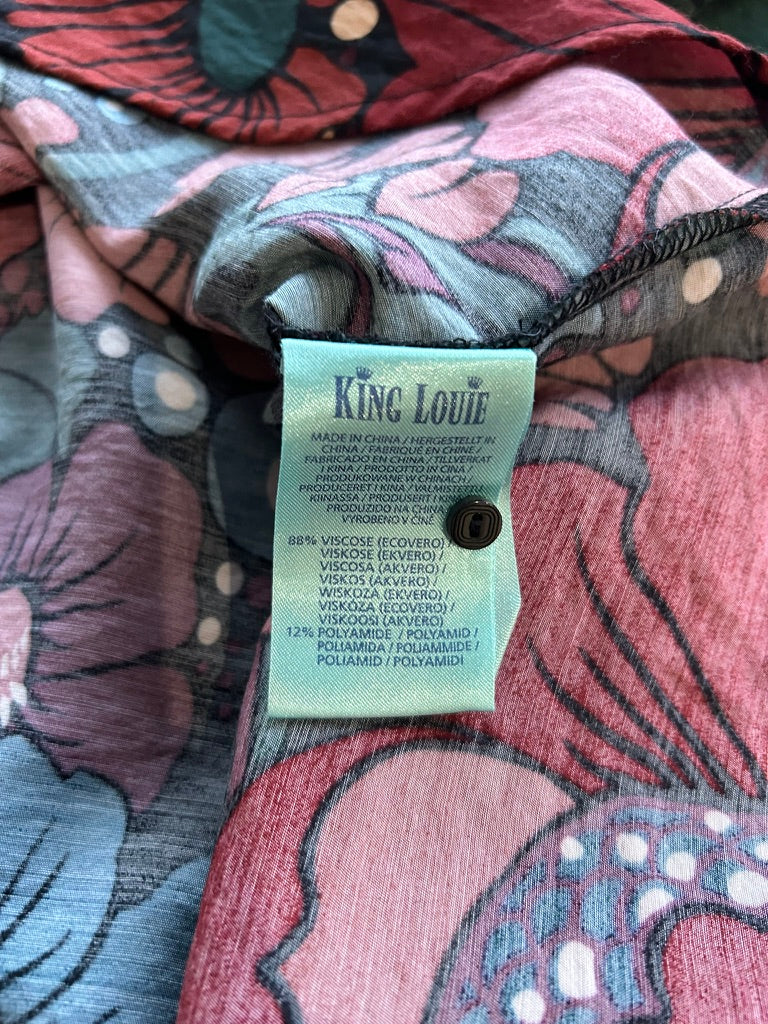 KING LOUIE
MADE IN CHINA / HERGESTELLT IN
CHINA / FABRIQUÉ EN CHINE /
FABRICADO EN CHINA / TILLVERKAT
I KINA / PRODOTTO IN CINA /
PRODUKOWANE W CHINACH /
PRODUCERET I KINA / VALMISTETTU
KIINASSA / PRODUSERT I
PRODUZIDO NA CHINA
VYROBENO V ČÍNĚ
88% VISCOSE (ECOVERO) /
VISKOSE (EKVERO) /
VISCOSA (AKVERO) /
VISKOS (AKVERO) /
WISKOZA (EKVERO) /
VISKÓZA (ECOVERO) /
VISKOOSI (AKVERO) /
12% POLYAMIDE / POLYAMID /
POLIAMIDA / POLIAMMIDE /
POLIAMID / POLYAMIDI